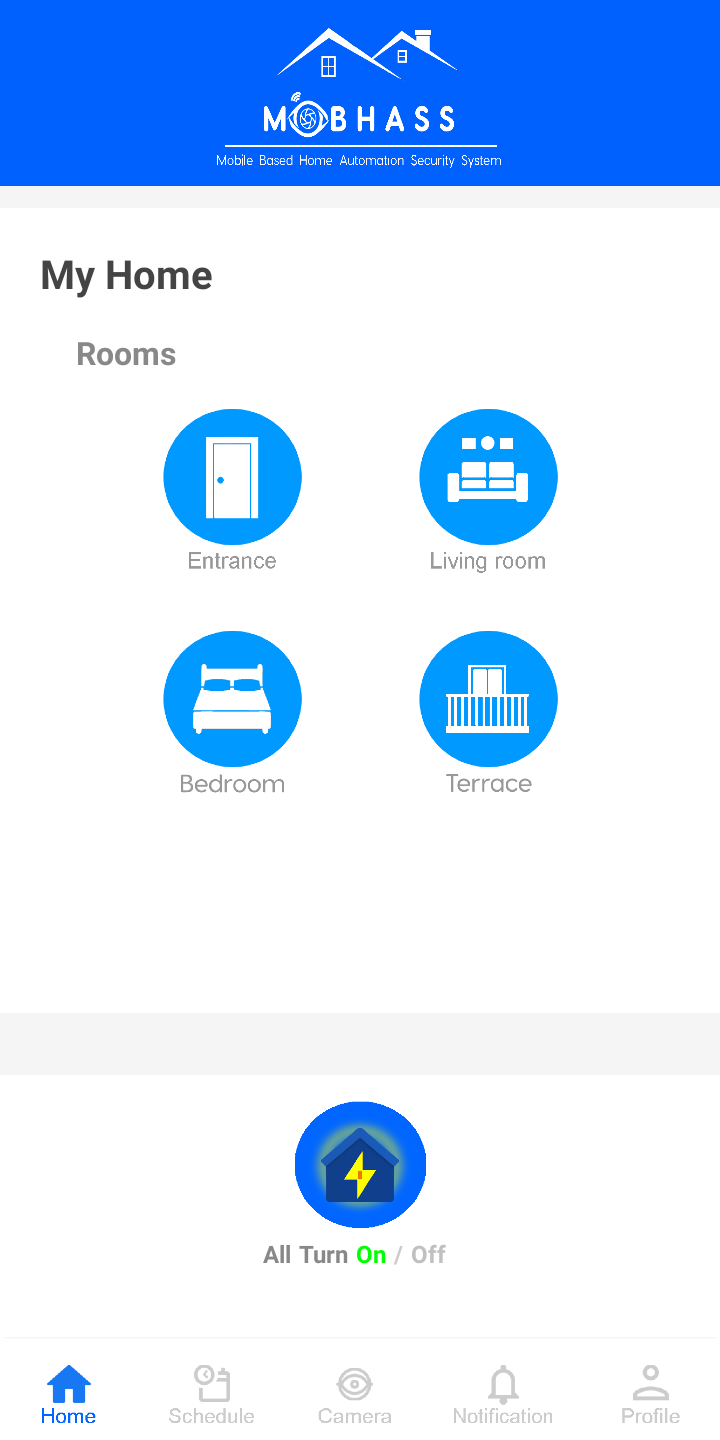 MOBHASS
Mobile Based Home Automation Security System
My Home
Rooms
Entrance
Living room
Bedroom
Terrace
All Turn On / Off
Home
Schedule
Camera
Notification
Profile